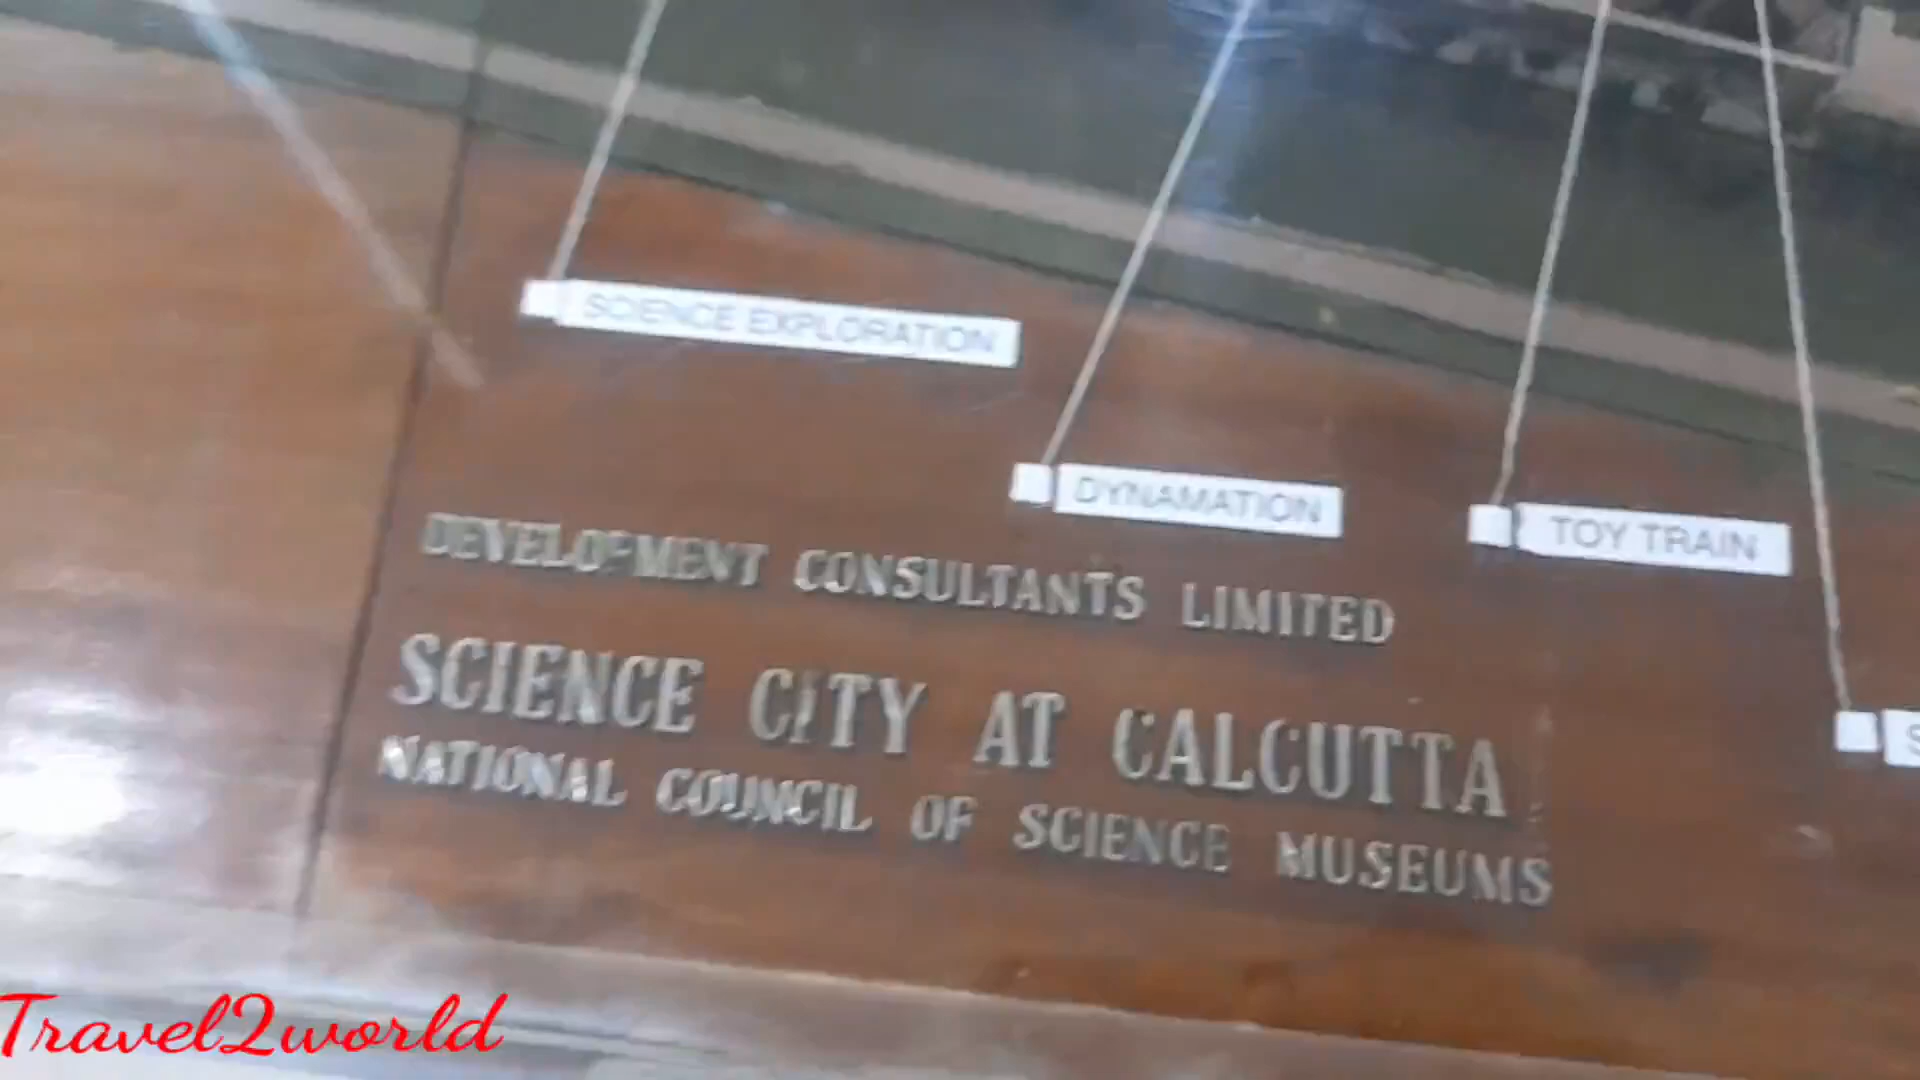 SCIENCE EXPLORATION
DYNAMATION
TOY TRAIN
DEVELOPMENT CONSULTANTS LIMITED
SCIENCE CITY AT CALCUTTA
NATIONAL COUNCIL OF SCIENCE MUSEUMS
Travel2world